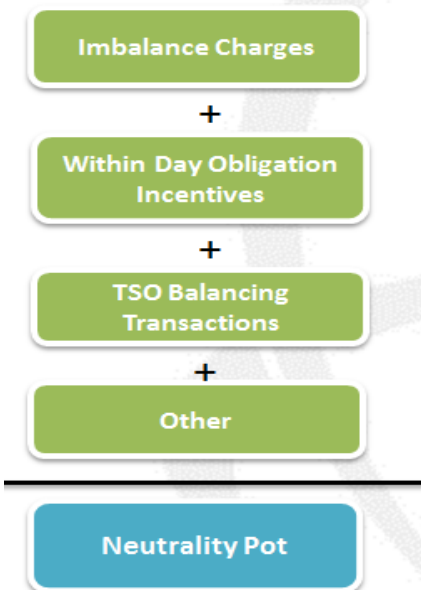 Imbalance Charges
+
Within Day Obligation
Incentives
+
TSO Balancing
Transactions
+
Other
Neutrality Pot